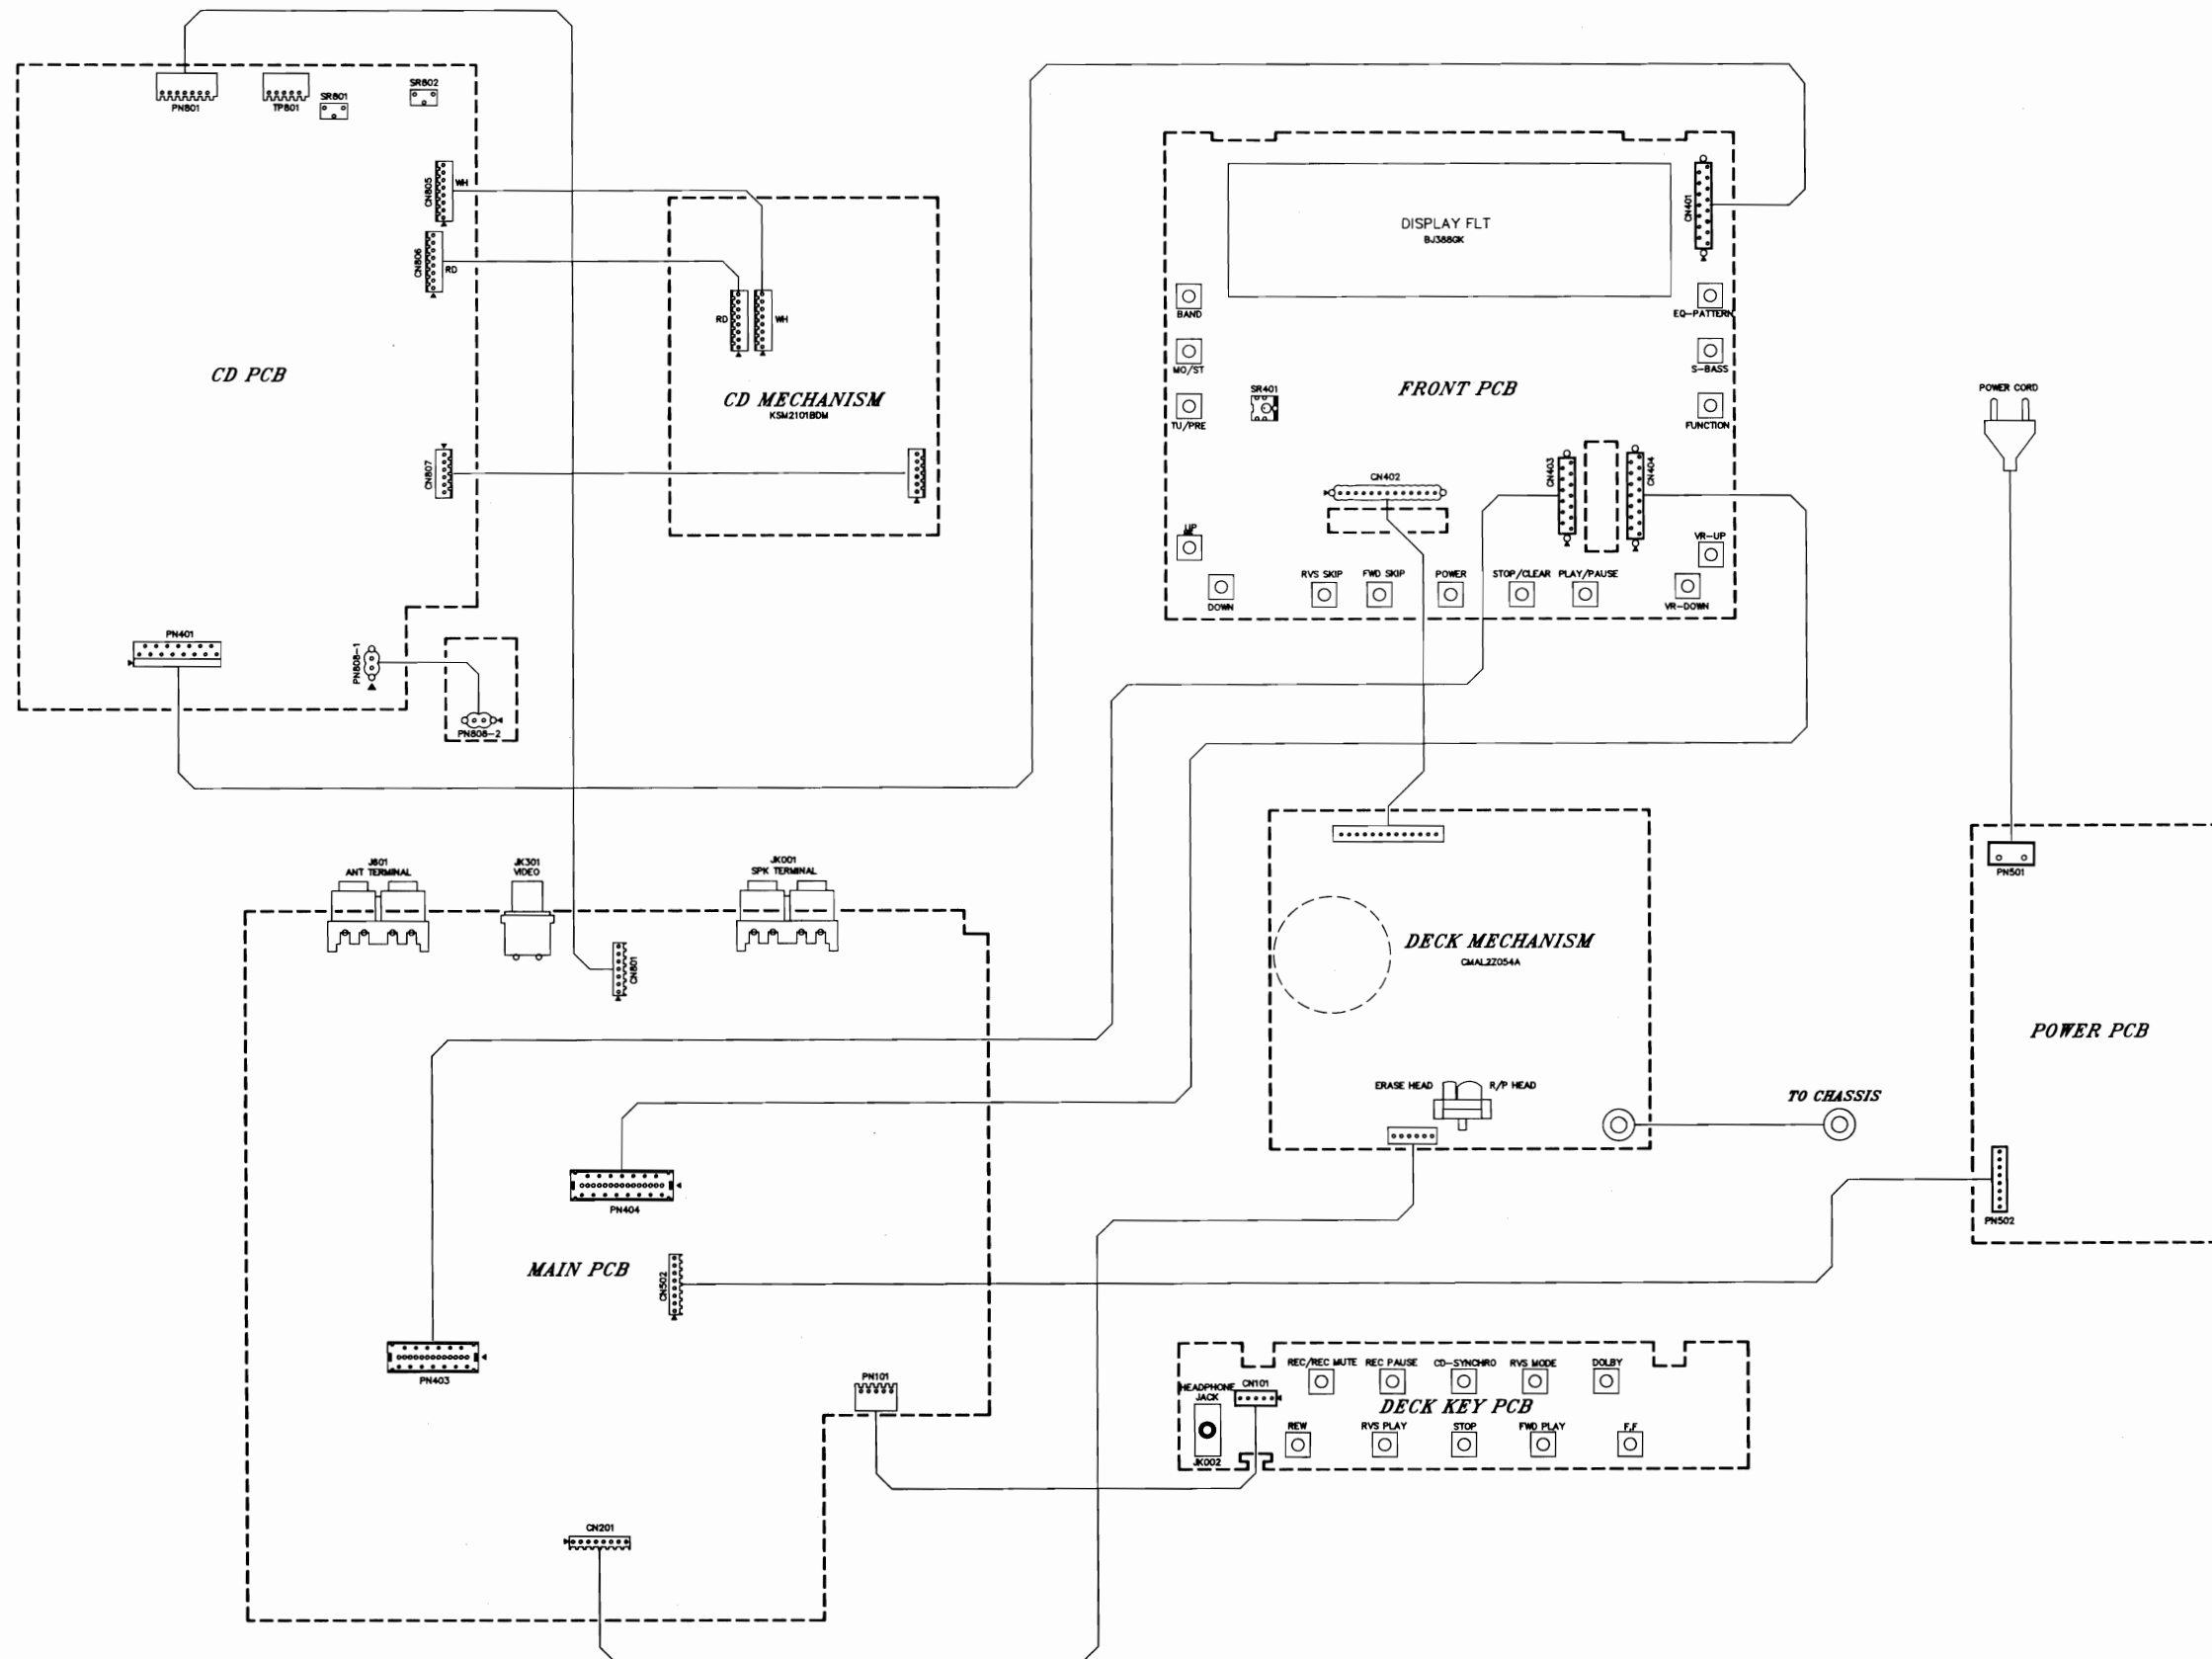 PN801
TP801
SR801
SR802
CN805
WH
CN806
RD
CD PCB
CN807
PN401
PN808-1
PN808-2
RD
WH
CD MECHANISM
KSM2101BDM
DISPLAY FLT
BJ388GK
CN401
BAND
EQ-PATTERN
MO/ST
S-BASS
FRONT PCB
SR401
TU/PRE
FUNCTION
CN402
CN403
CN404
UP
DOWN
RVS SKIP
FWD SKIP
POWER
STOP/CLEAR
PLAY/PAUSE
VR-UP
VR-DOWN
POWER CORD
PN501
POWER PCB
PN502
J601
ANT TERMINAL
JK301
VIDEO
JK001
SPK TERMINAL
CN801
DECK MECHANISM
CMAL2Z054A
ERASE HEAD
R/P HEAD
TO CHASSIS
PN404
MAIN PCB
CN502
PN403
PN101
CN201
HEADPHONE
JACK
JK002
CN101
REC/REC MUTE
REC PAUSE
CD-SYNCHRO
RVS MODE
DOLBY
DECK KEY PCB
REW
RVS PLAY
STOP
FWD PLAY
F.F